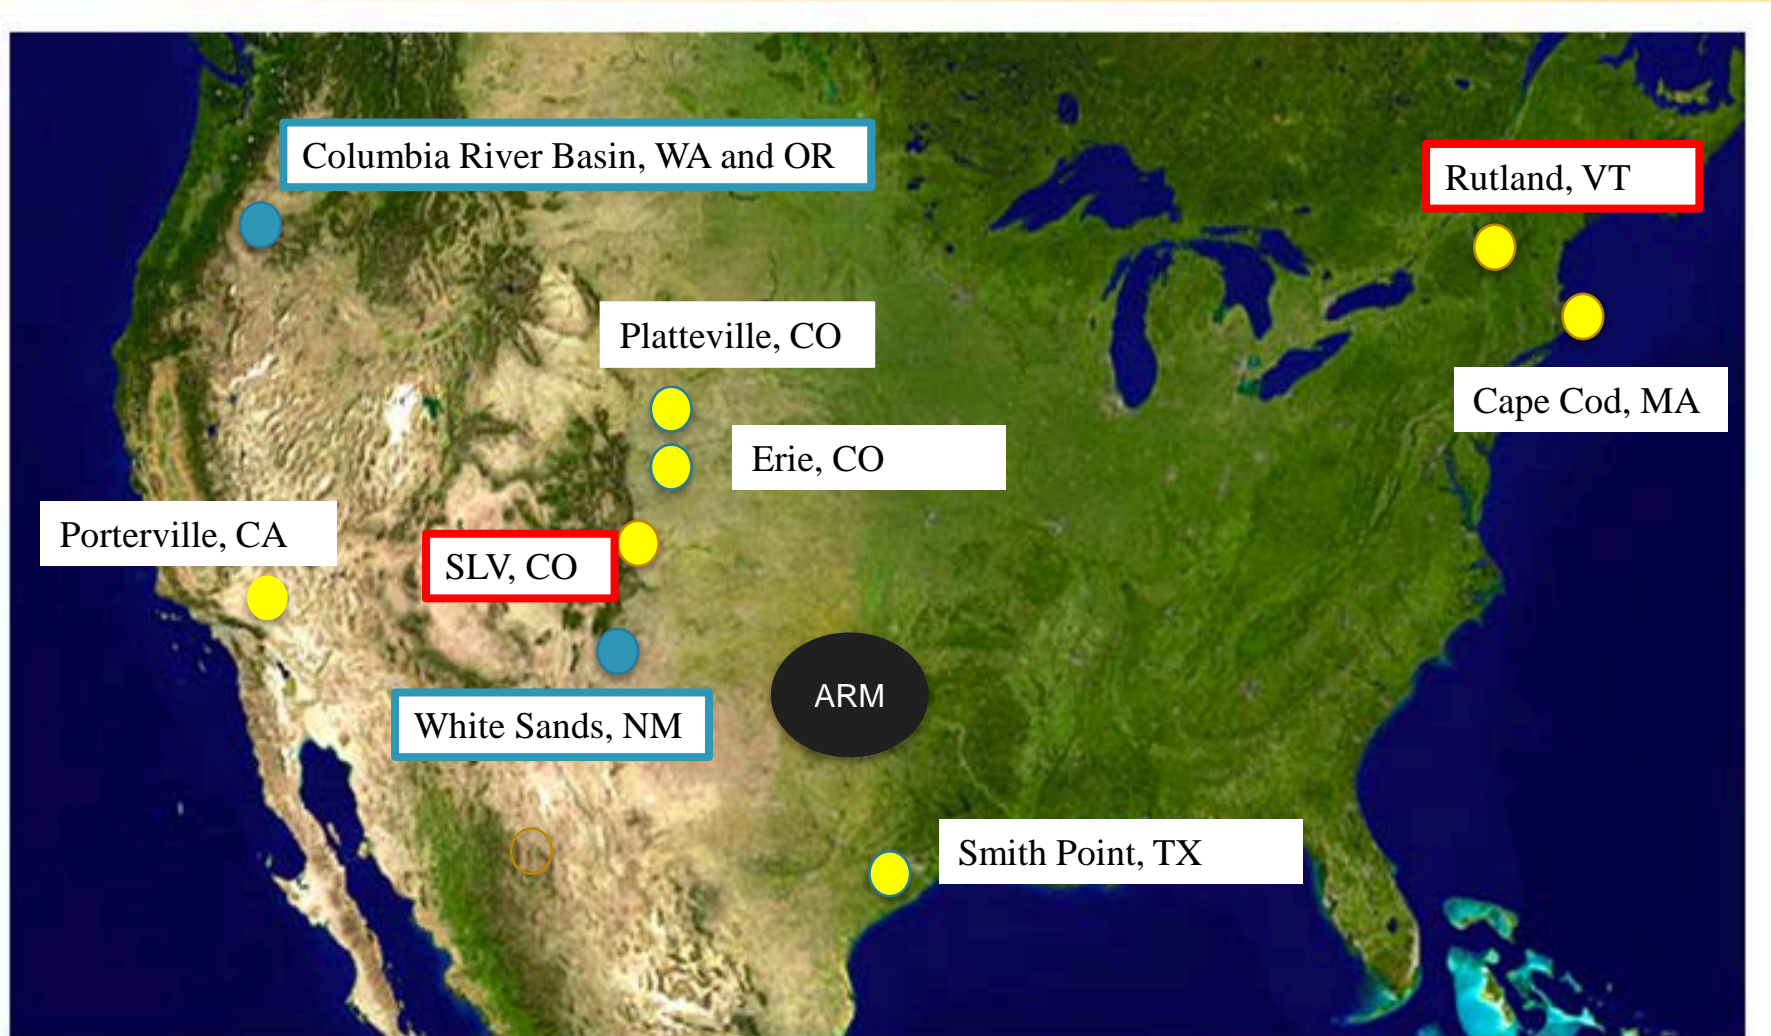 Columbia River Basin, WA and OR
Rutland, VT
Platteville, CO
Cape Cod, MA
Erie, CO
Porterville, CA
SLV, CO
ARM
White Sands, NM
Smith Point, TX